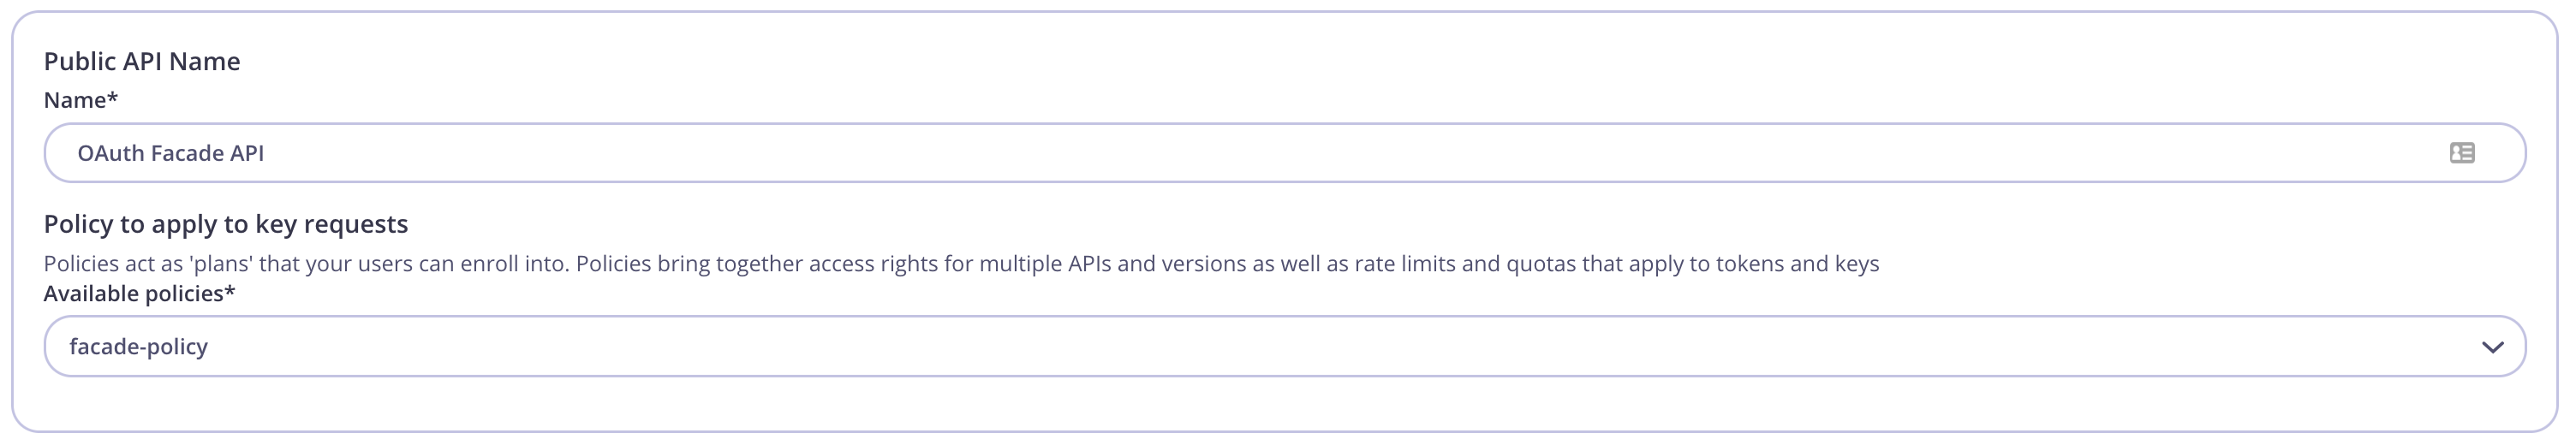 Public API Name
Name*
OAuth Facade API
Policy to apply to key requests
Policies act as 'plans' that your users can enroll into. Policies bring together access rights for multiple APIs and versions as well as rate limits and quotas that apply to tokens and keys
Available policies*
facade-policy